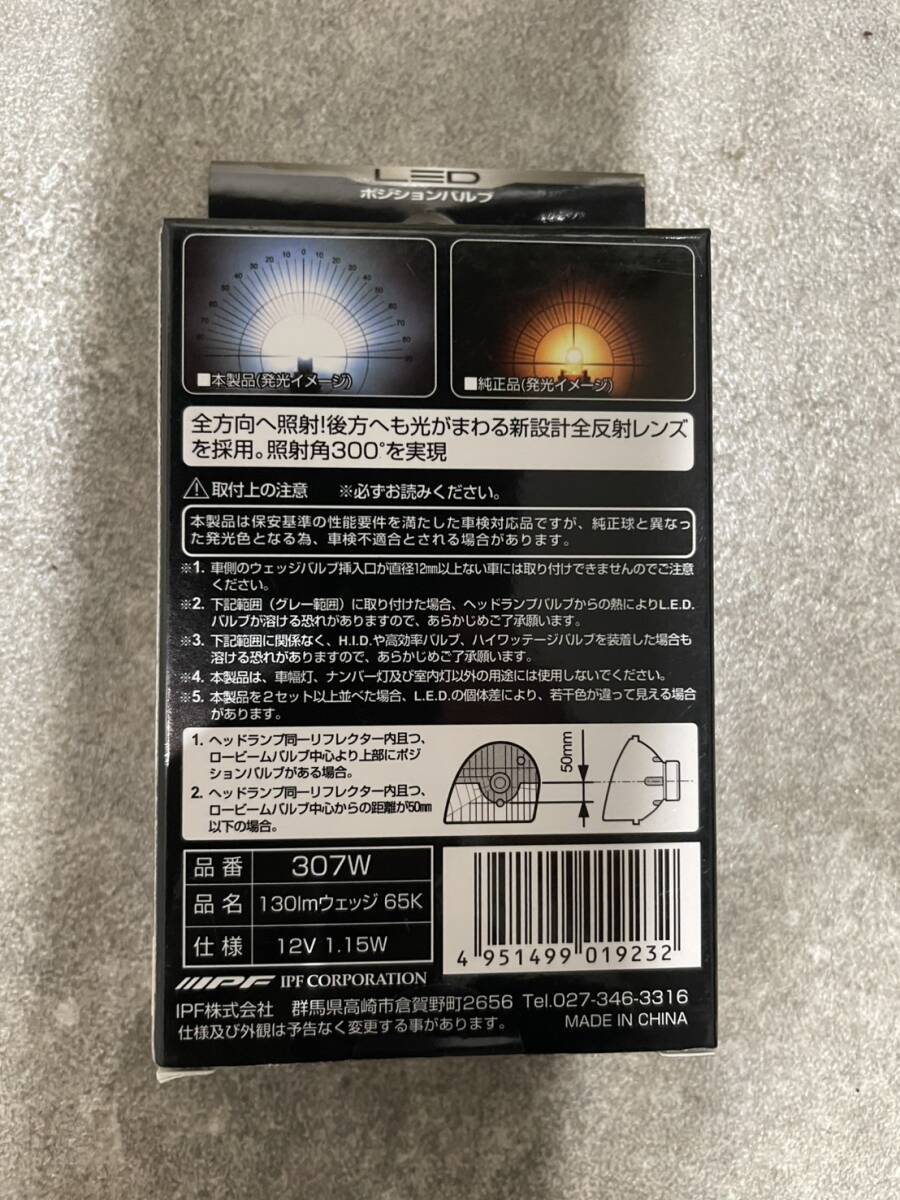 LED
ポジションバルブ
■本製品(発光イメージ)
■純正品(発光イメージ)
全方向へ照射!後方へも光がまわる新設計全反射レンズ
を採用。照射角300°を実現
⚠取付上の注意 ※必ずお読みください。
本製品は保安基準の性能要件を満たした車検対応品ですが、純正球と異なっ
た発光色となる為、車検不適合とされる場合があります。
※1. 車側のウェッジバルブ挿入口が直径12mm以上ない車には取り付けできませんのでご注意
ください。
※2. 下記範囲(グレー範囲)に取り付けた場合、ヘッドランプバルブからの熱によりL.E.D.
バルブが溶ける恐れがありますので、あらかじめご了承願います。
※3. 下記範囲に関係なく、H.I.D.や高効率バルブ、ハイワッテージバルブを装着した場合も
溶ける恐れがありますので、あらかじめご了承願います。
※4. 本製品は、車幅灯、ナンバー灯及び室内灯以外の用途には使用しないでください。
※5. 本製品を2セット以上並べた場合、L.E.D.の個体差により、若干色が違って見える場合
があります。
1. ヘッドランプ同一リフレクター内且つ、
ロービームバルブ中心より上部にポジ
ションバルブがある場合。
2. ヘッドランプ同一リフレクター内且つ、
ロービームバルブ中心からの距離が50mm
以下の場合。
50mm
品番 307W
品名 130lmウェッジ 65K
仕様 12V 1.15W
4 951499 019232
IPF IPF CORPORATION
IPF株式会社 群馬県高崎市倉賀野町2656 Tel.027-346-3316
仕様及び外観は予告なく変更する事があります。 MADE IN CHINA